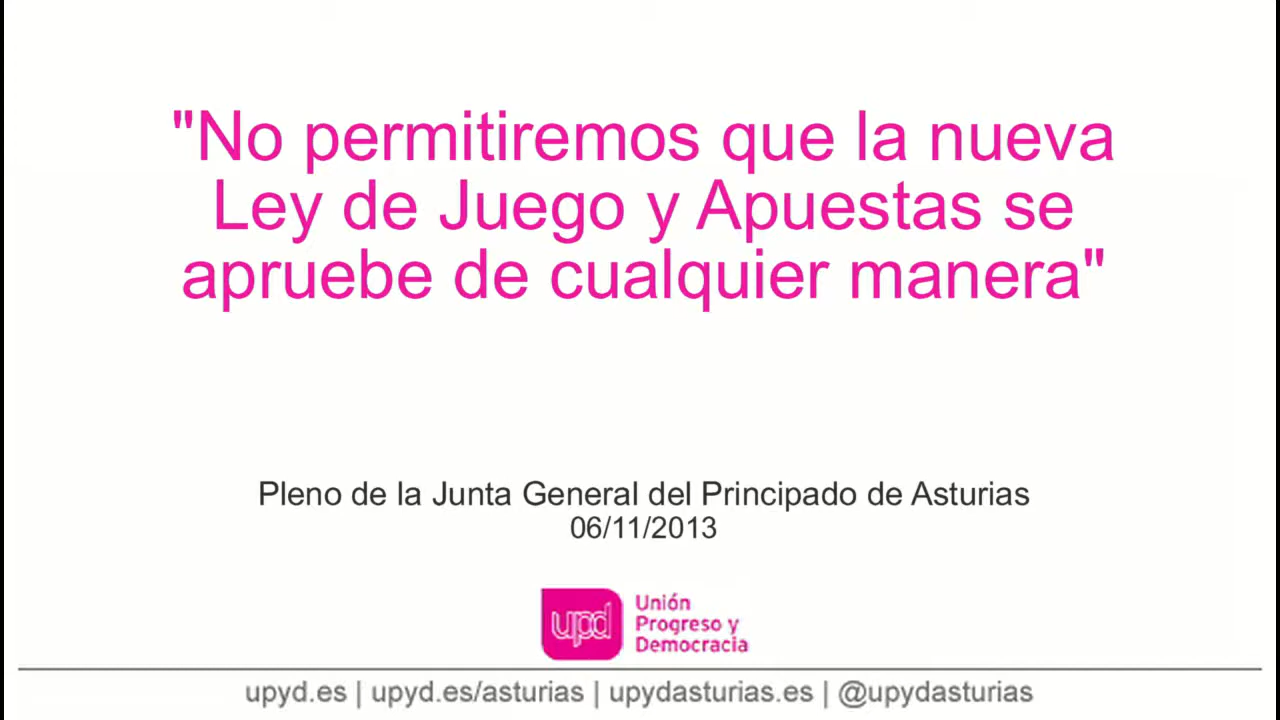 "No permitiremos que la nueva
Ley de Juego y Apuestas se
apruebe de cualquier manera"
Pleno de la Junta General del Principado de Asturias
06/11/2013
upd
Unión
Progreso y
Democracia
upyd.es | upyd.es/asturias | upydasturias.es | @upydasturias